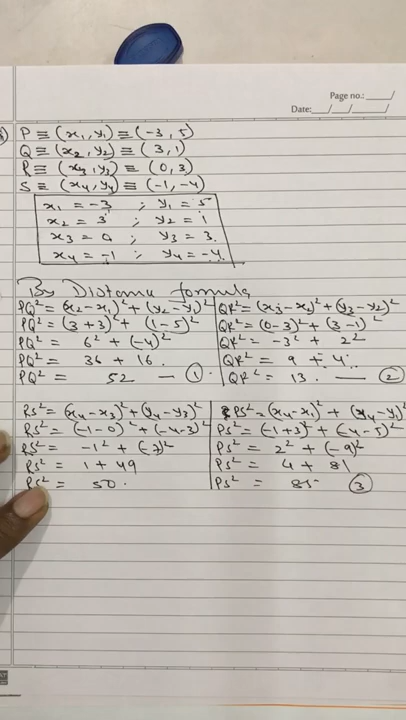 Page no.: ____
Date: __/__/__
P ≡ (x₁, y₁) ≡ (-3, 5)
Q ≡ (x₂, y₂) ≡ (3, 1)
R ≡ (x₃, y₃) ≡ (0, 3)
S ≡ (x₄, y₄) ≡ (-1, -4)
x₁ = -3 ; y₁ = 5
x₂ = 3 ; y₂ = 1
x₃ = 0 ; y₃ = 3.
x₄ = -1 ; y₄ = -4.
By Distance formula
PQ² = (x₂-x₁)² + (y₂-y₁)²
PQ² = (3+3)² + (1-5)²
PQ² = 6² + (-4)²
PQ² = 36 + 16.
PQ² = 52 — ①.
QR² = (x₃-x₂)² + (y₃-y₂)²
QR² = (0-3)² + (3-1)²
QR² = -3² + 2²
QR² = 9 + 4.
QR² = 13. — ②
RS² = (x₄-x₃)² + (y₄-y₃)²
RS² = (-1-0)² + (-4-3)²
RS² = -1² + (-7)²
RS² = 1 + 49
RS² = 50.
PS² = (x₄-x₁)² + (y₄-y₁)²
PS² = (-1+3)² + (-4-5)²
PS² = 2² + (-9)²
PS² = 4 + 81
PS² = 85 ③